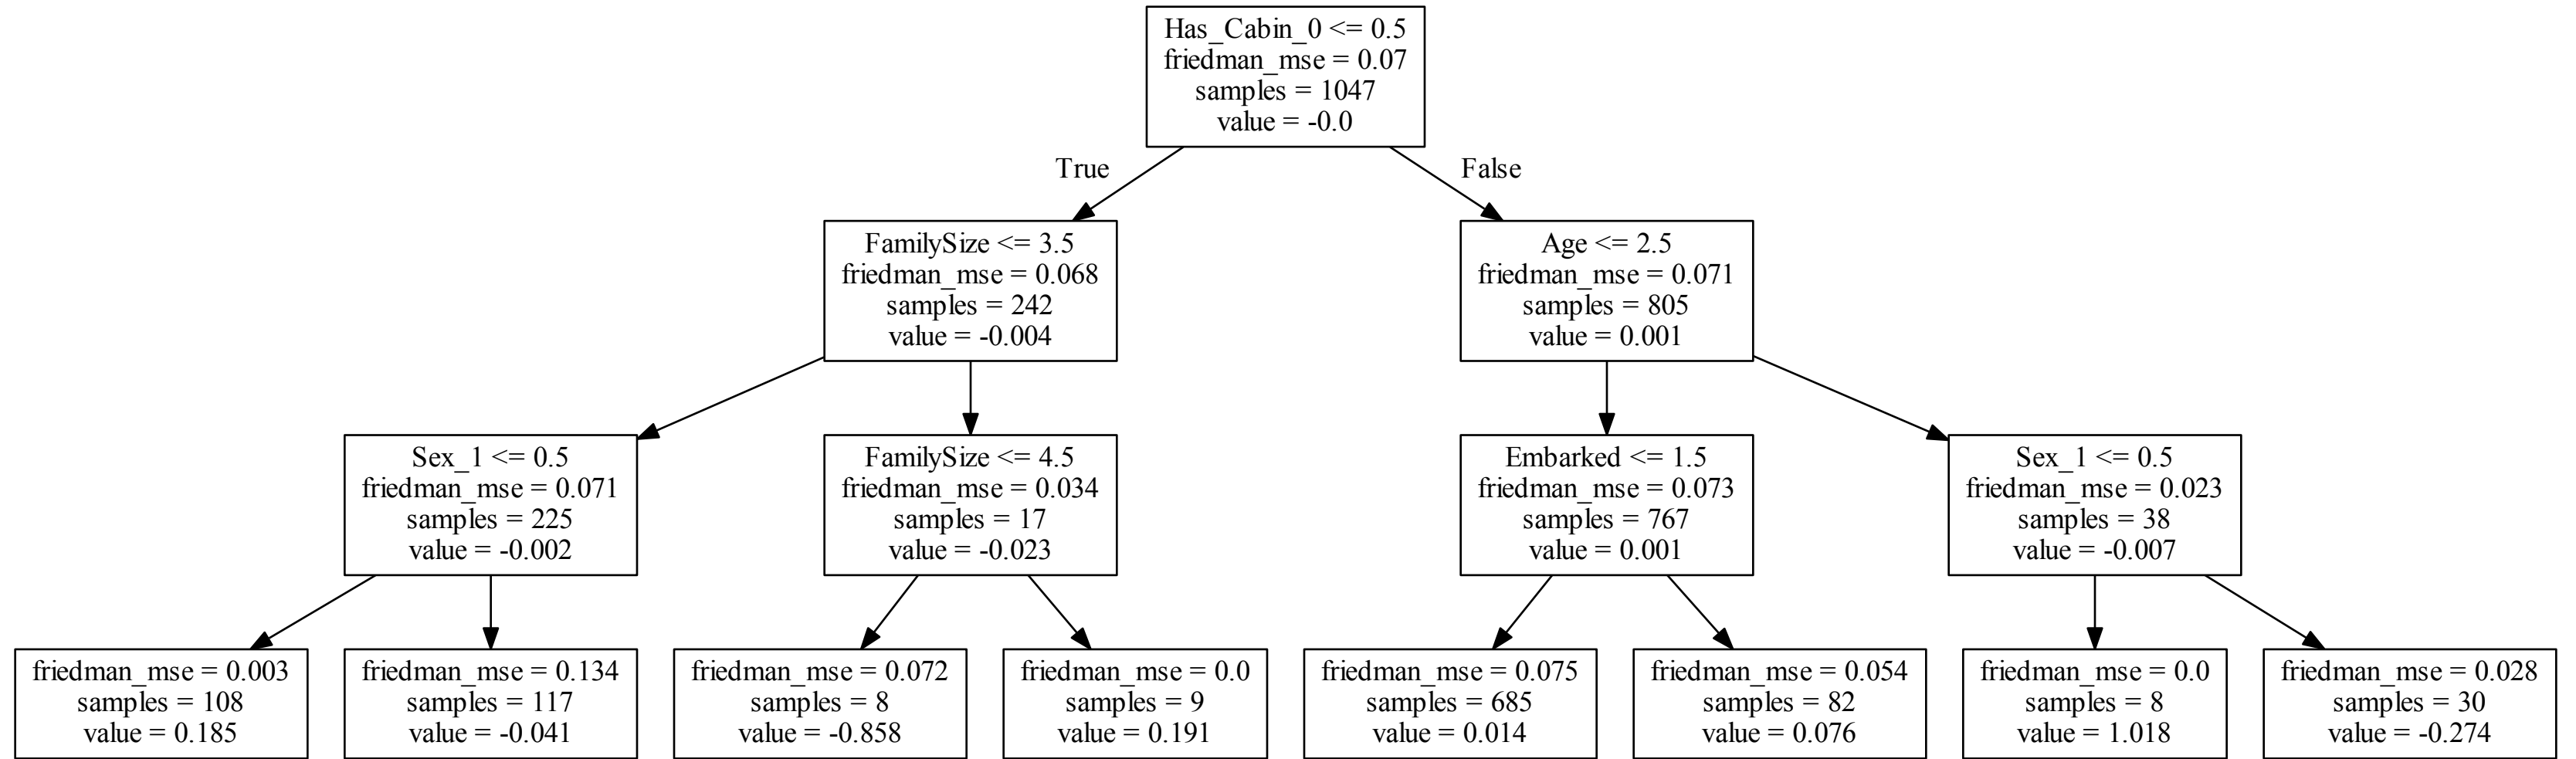 Has_Cabin_0 <= 0.5
friedman_mse = 0.07
samples = 1047
value = -0.0
True
False
FamilySize <= 3.5
friedman_mse = 0.068
samples = 242
value = -0.004
Age <= 2.5
friedman_mse = 0.071
samples = 805
value = 0.001
Sex_1 <= 0.5
friedman_mse = 0.071
samples = 225
value = -0.002
FamilySize <= 4.5
friedman_mse = 0.034
samples = 17
value = -0.023
Embarked <= 1.5
friedman_mse = 0.073
samples = 767
value = 0.001
Sex_1 <= 0.5
friedman_mse = 0.023
samples = 38
value = -0.007
friedman_mse = 0.003
samples = 108
value = 0.185
friedman_mse = 0.134
samples = 117
value = -0.041
friedman_mse = 0.072
samples = 8
value = -0.858
friedman_mse = 0.0
samples = 9
value = 0.191
friedman_mse = 0.075
samples = 685
value = 0.014
friedman_mse = 0.054
samples = 82
value = 0.076
friedman_mse = 0.0
samples = 8
value = 1.018
friedman_mse = 0.028
samples = 30
value = -0.274